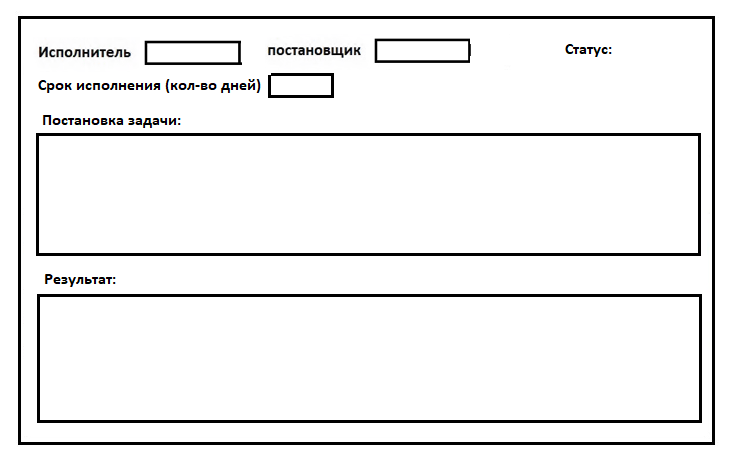 Исполнитель постановщик Статус:
Срок исполнения (кол-во дней)
Постановка задачи:
Результат: